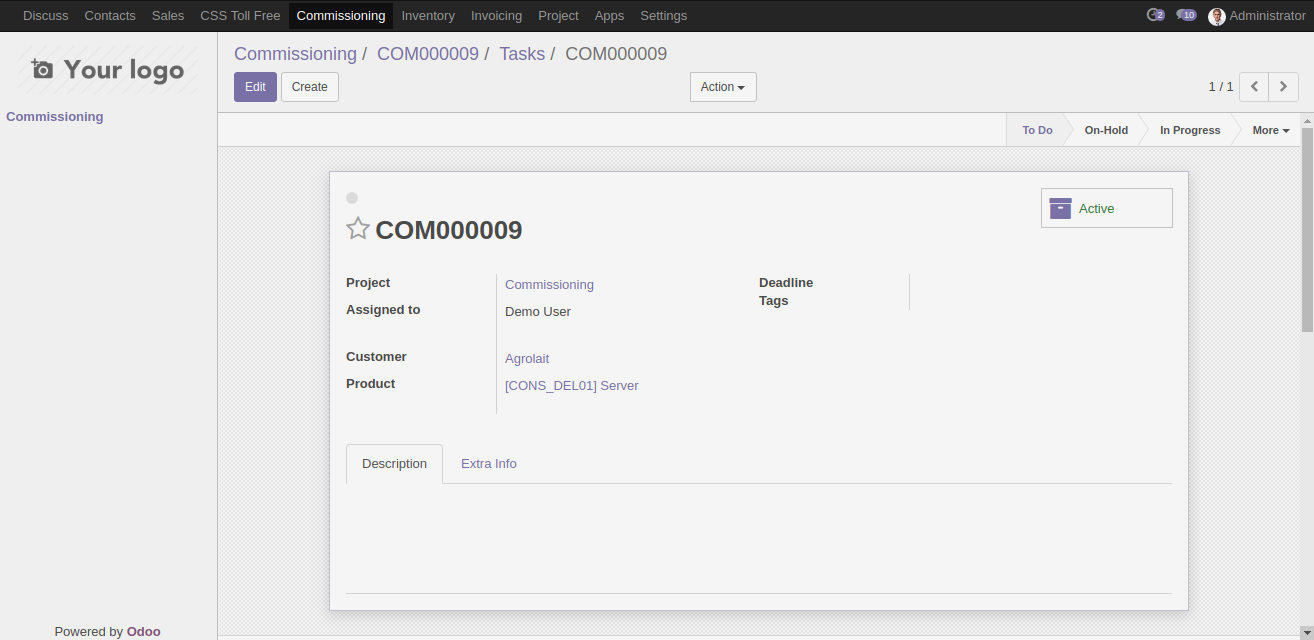 Discuss Contacts Sales CSS Toll Free Commissioning Inventory Invoicing Project Apps Settings 2 10 Administrator
Your logo
Commissioning / COM000009 / Tasks / COM000009
Edit Create Action 1 / 1
Commissioning
To Do On-Hold In Progress More
Active
COM000009
Project Commissioning Deadline
Tags
Assigned to Demo User
Customer Agrolait
Product [CONS_DEL01] Server
Description Extra Info
Powered by Odoo